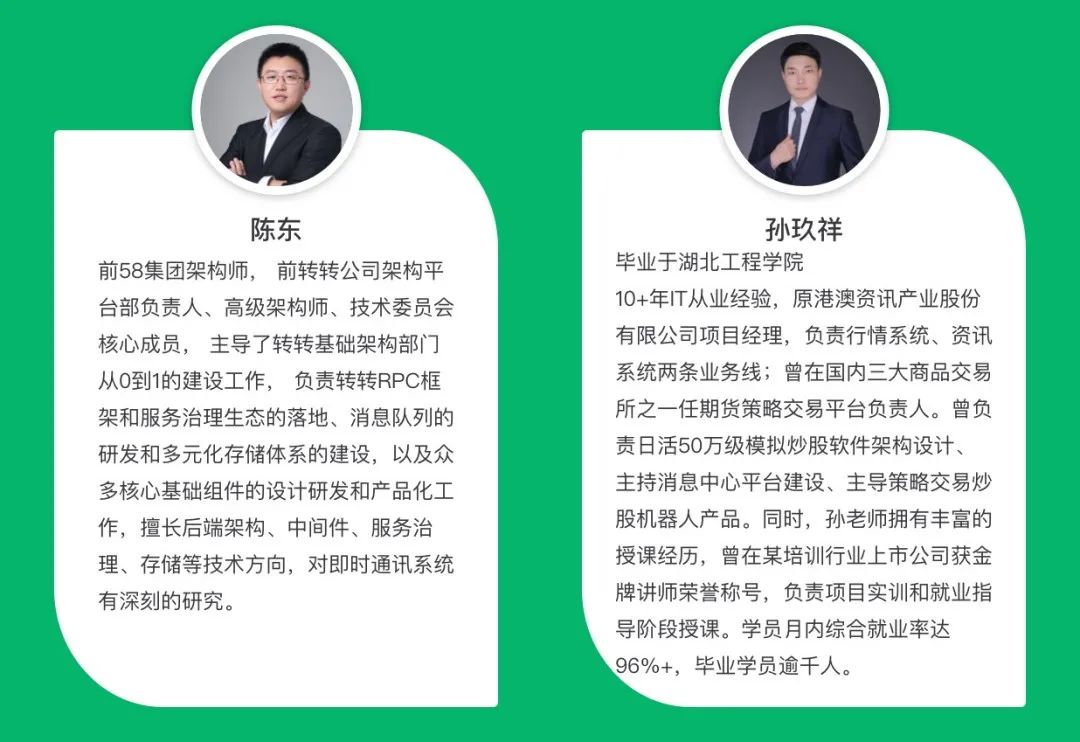 陈东
前58集团架构师， 前转转公司架构平
台部负责人、高级架构师、技术委员会
核心成员， 主导了转转基础架构部门
从0到1的建设工作， 负责转转RPC框
架和服务治理生态的落地、消息队列的
研发和多元化存储体系的建设，以及众
多核心基础组件的设计研发和产品化工
作，擅长后端架构、中间件、服务治
理、存储等技术方向，对即时通讯系统
有深刻的研究。
孙玖祥
毕业于湖北工程学院
10+年IT从业经验，原港澳资讯产业股份
有限公司项目经理，负责行情系统、资讯
系统两条业务线；曾在国内三大商品交易
所之一任期货策略交易平台负责人。曾负
责日活50万级模拟炒股软件架构设计、
主持消息中心平台建设、主导策略交易炒
股机器人产品。同时，孙老师拥有丰富的
授课经历，曾在某培训行业上市公司获金
牌讲师荣誉称号，负责项目实训和就业指
导阶段授课。学员月内综合就业率达
96%+，毕业学员逾千人。